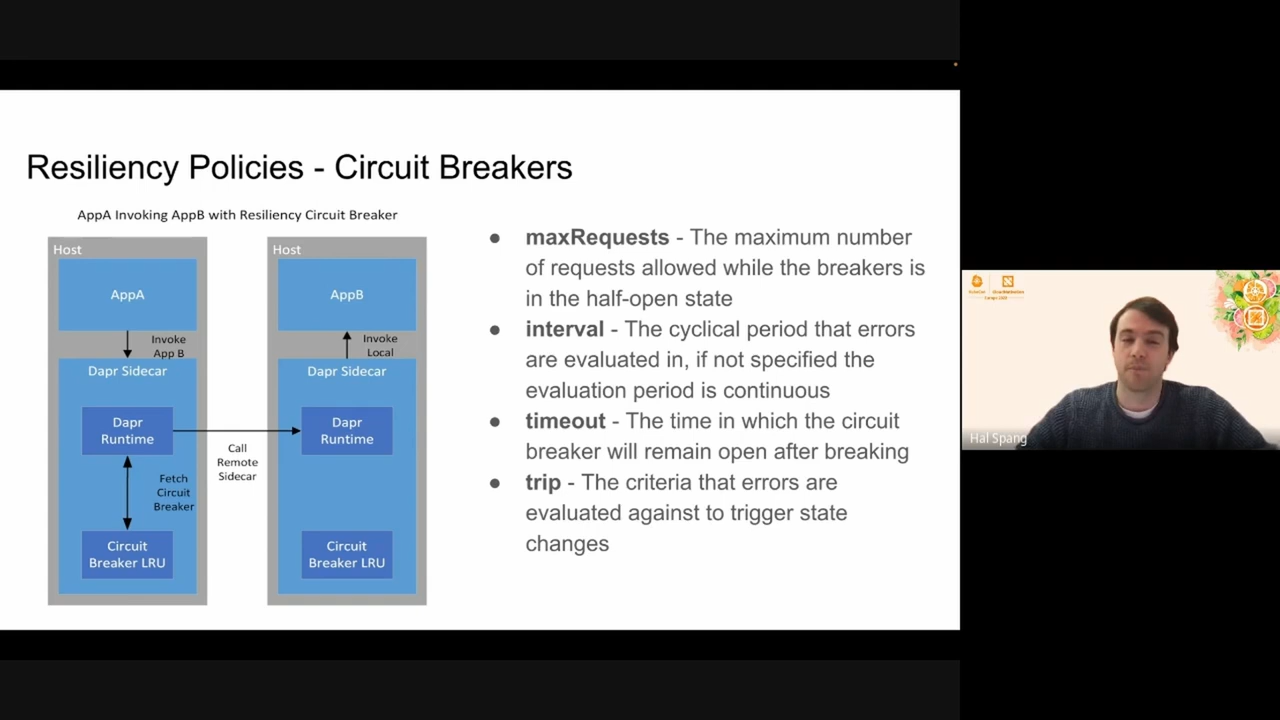 Resiliency Policies - Circuit Breakers
AppA Invoking AppB with Resiliency Circuit Breaker
Host
AppA
Invoke
App B
Dapr Sidecar
Dapr
Runtime
Fetch
Circuit
Breaker
Circuit
Breaker LRU
Call
Remote
Sidecar
Host
AppB
Invoke
Local
Dapr Sidecar
Dapr
Runtime
Circuit
Breaker LRU
● maxRequests - The maximum number
of requests allowed while the breakers is
in the half-open state
● interval - The cyclical period that errors
are evaluated in, if not specified the
evaluation period is continuous
● timeout - The time in which the circuit
breaker will remain open after breaking
● trip - The criteria that errors are
evaluated against to trigger state
changes
Hal Spang